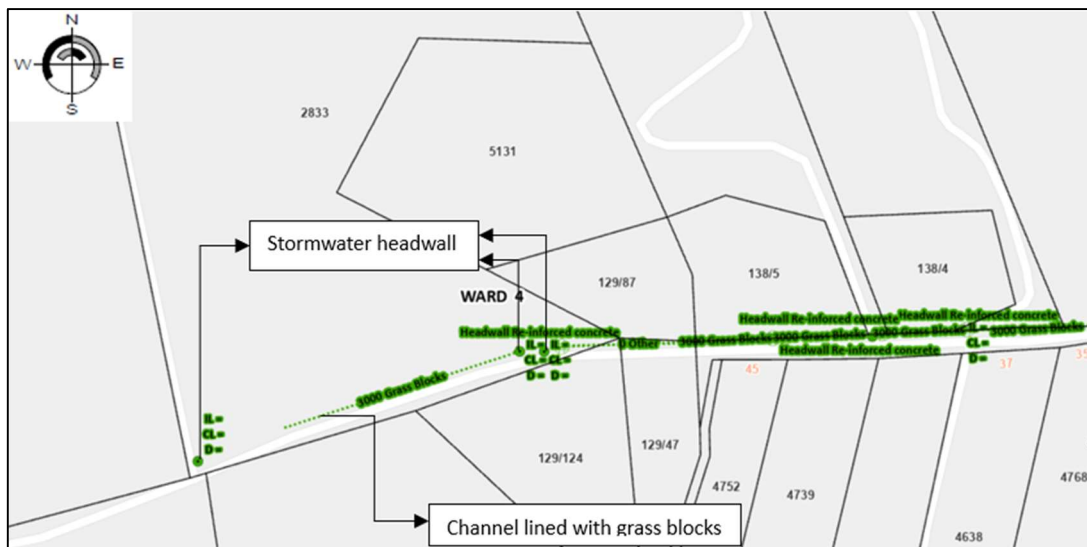 N
W E
S
2833
5131
Stormwater headwall
138/5
138/4
129/87
WARD 4
Headwall Re-inforced concrete
Headwall Re-inforced concrete
Headwall Re-inforced concrete
IL = IL =
0 Other
3000 Grass Blocks
3000 Grass Blocks
3000 Grass Blocks
IL =
3000 Grass Blocks
CL = CL =
Headwall Re-inforced concrete
CL =
D = D =
D =
45
37
35
3000 Grass Blocks
IL =
CL =
D =
129/124
129/47
4752
4739
4768
Channel lined with grass blocks
4638